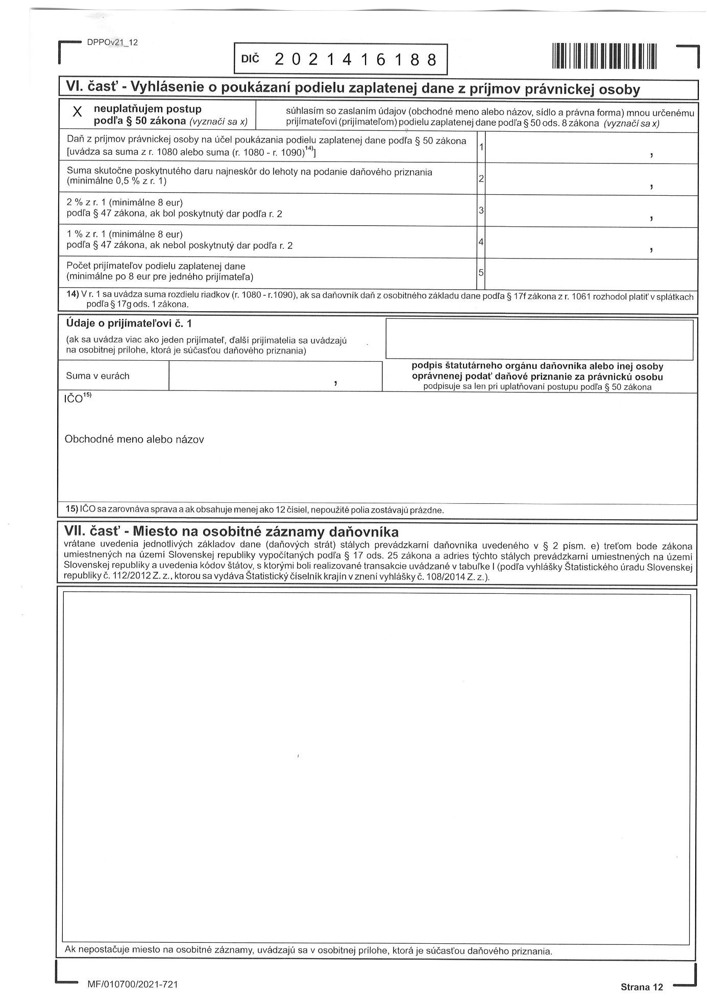 DPPOv21_12
DIČ 2 0 2 1 4 1 6 1 8 8
VI. časť - Vyhlásenie o poukázaní podielu zaplatenej dane z príjmov právnickej osoby
X neuplatňujem postup
podľa § 50 zákona (vyznačí sa x)
súhlasím so zaslaním údajov (obchodné meno alebo názov, sídlo a právna forma) mnou určenému
prijímateľovi (prijímateľom) podielu zaplatenej dane podľa § 50 ods. 8 zákona (vyznačí sa x)
Daň z príjmov právnickej osoby na účel poukázania podielu zaplatenej dane podľa § 50 zákona
[uvádza sa suma z r. 1080 alebo suma (r. 1080 - r. 1090)14)]
1 ,
Suma skutočne poskytnutého daru najneskôr do lehoty na podanie daňového priznania
(minimálne 0,5 % z r. 1)
2 ,
2 % z r. 1 (minimálne 8 eur)
podľa § 47 zákona, ak bol poskytnutý dar podľa r. 2
3 ,
1 % z r. 1 (minimálne 8 eur)
podľa § 47 zákona, ak nebol poskytnutý dar podľa r. 2
4 ,
Počet prijímateľov podielu zaplatenej dane
(minimálne po 8 eur pre jedného prijímateľa)
5
14) V r. 1 sa uvádza suma rozdielu riadkov (r. 1080 - r.1090), ak sa daňovník daň z osobitného základu dane podľa § 17f zákona z r. 1061 rozhodol platiť v splátkach
podľa § 17g ods. 1 zákona.
Údaje o prijímateľovi č. 1
(ak sa uvádza viac ako jeden prijímateľ, ďalší prijímatelia sa uvádzajú
na osobitnej prílohe, ktorá je súčasťou daňového priznania)
Suma v eurách ,
podpis štatutárneho orgánu daňovníka alebo inej osoby
oprávnenej podať daňové priznanie za právnickú osobu
podpisuje sa len pri uplatňovaní postupu podľa § 50 zákona
IČO15)
Obchodné meno alebo názov
15) IČO sa zarovnáva sprava a ak obsahuje menej ako 12 čísiel, nepoužité polia zostávajú prázdne.
VII. časť - Miesto na osobitné záznamy daňovníka
vrátane uvedenia jednotlivých základov dane (daňových strát) stálych prevádzkarní daňovníka uvedeného v § 2 písm. e) treťom bode zákona
umiestnených na území Slovenskej republiky vypočítaných podľa § 17 ods. 25 zákona a adries týchto stálych prevádzkarní umiestnených na území
Slovenskej republiky a uvedenia kódov štátov, s ktorými boli realizované transakcie uvádzané v tabuľke I (podľa vyhlášky Štatistického úradu Slovenskej
republiky č. 112/2012 Z. z., ktorou sa vydáva Štatistický číselník krajín v znení vyhlášky č. 108/2014 Z. z.).
Ak nepostačuje miesto na osobitné záznamy, uvádzajú sa v osobitnej prílohe, ktorá je súčasťou daňového priznania.
MF/010700/2021-721
Strana 12